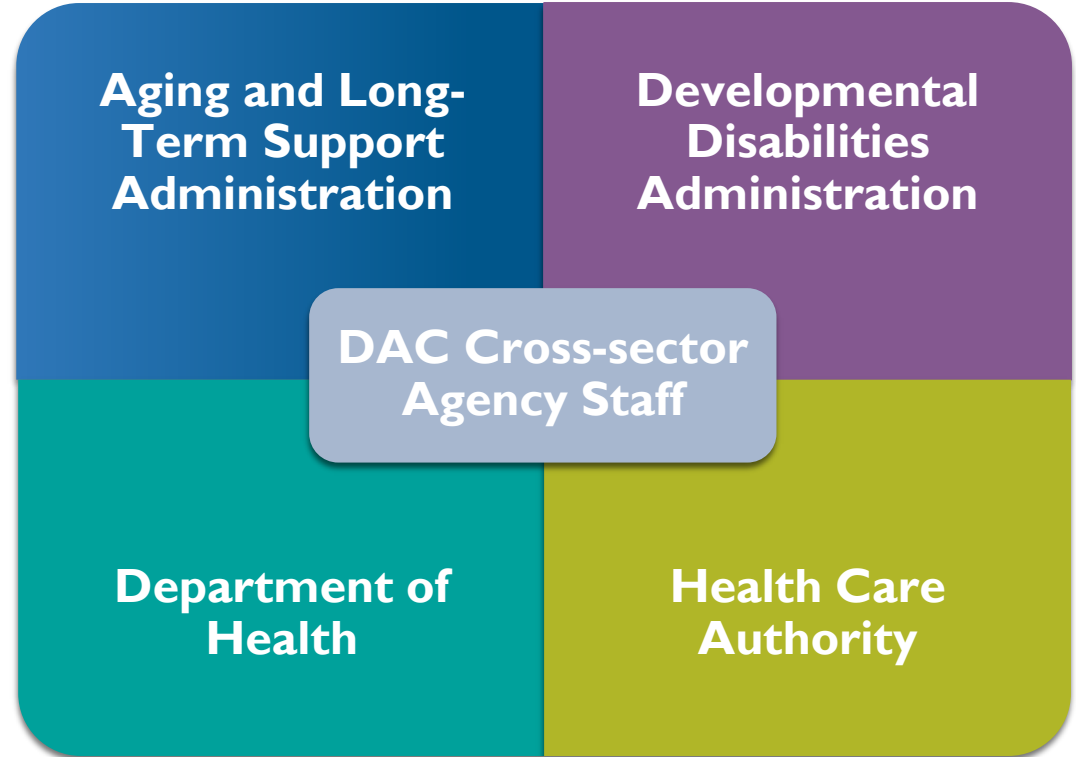 Aging and Long-
Term Support
Administration
Developmental
Disabilities
Administration
DAC Cross-sector
Agency Staff
Department of
Health
Health Care
Authority